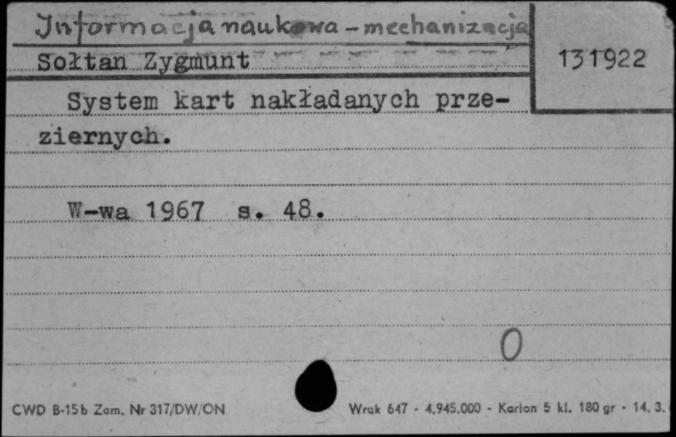 Informacja naukowa - mechanizacja
Sołtan Zygmunt
131922
System kart nakładanych prze-
ziernych.
W-wa 1967 s. 48.
0
CWD B-15b Zam. Nr 317/DW/ON
Wrak 647 - 4.945.000 - Karton 5 kl. 180 gr - 14. 3.